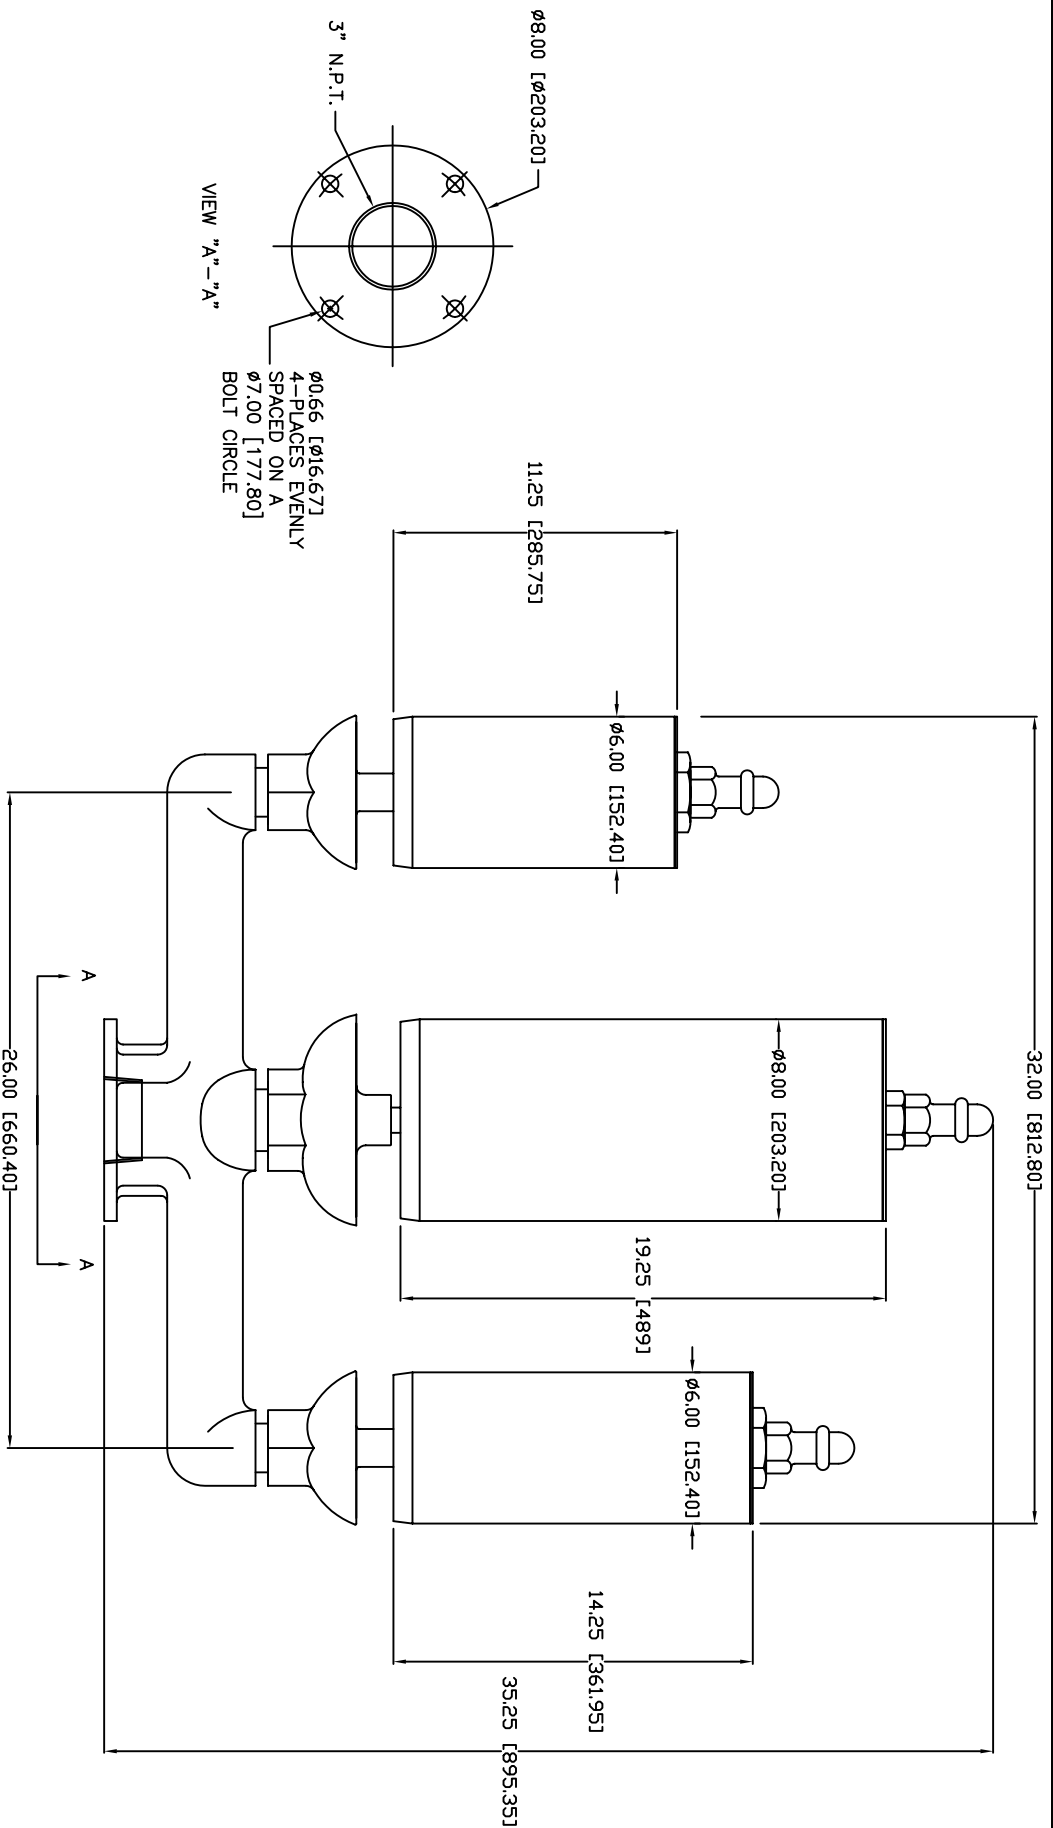 ø8.00 [ø203.20]
3" N.P.T.
VIEW "A"-"A"
ø0.66 [ø16.67]
4-PLACES EVENLY
SPACED ON A
ø7.00 [177.80]
BOLT CIRCLE
11.25 [285.75]
ø6.00 [152.40]
32.00 [812.80]
ø8.00 [203.20]
19.25 [489]
ø6.00 [152.40]
14.25 [361.95]
35.25 [895.35]
A
A
26.00 [660.40]